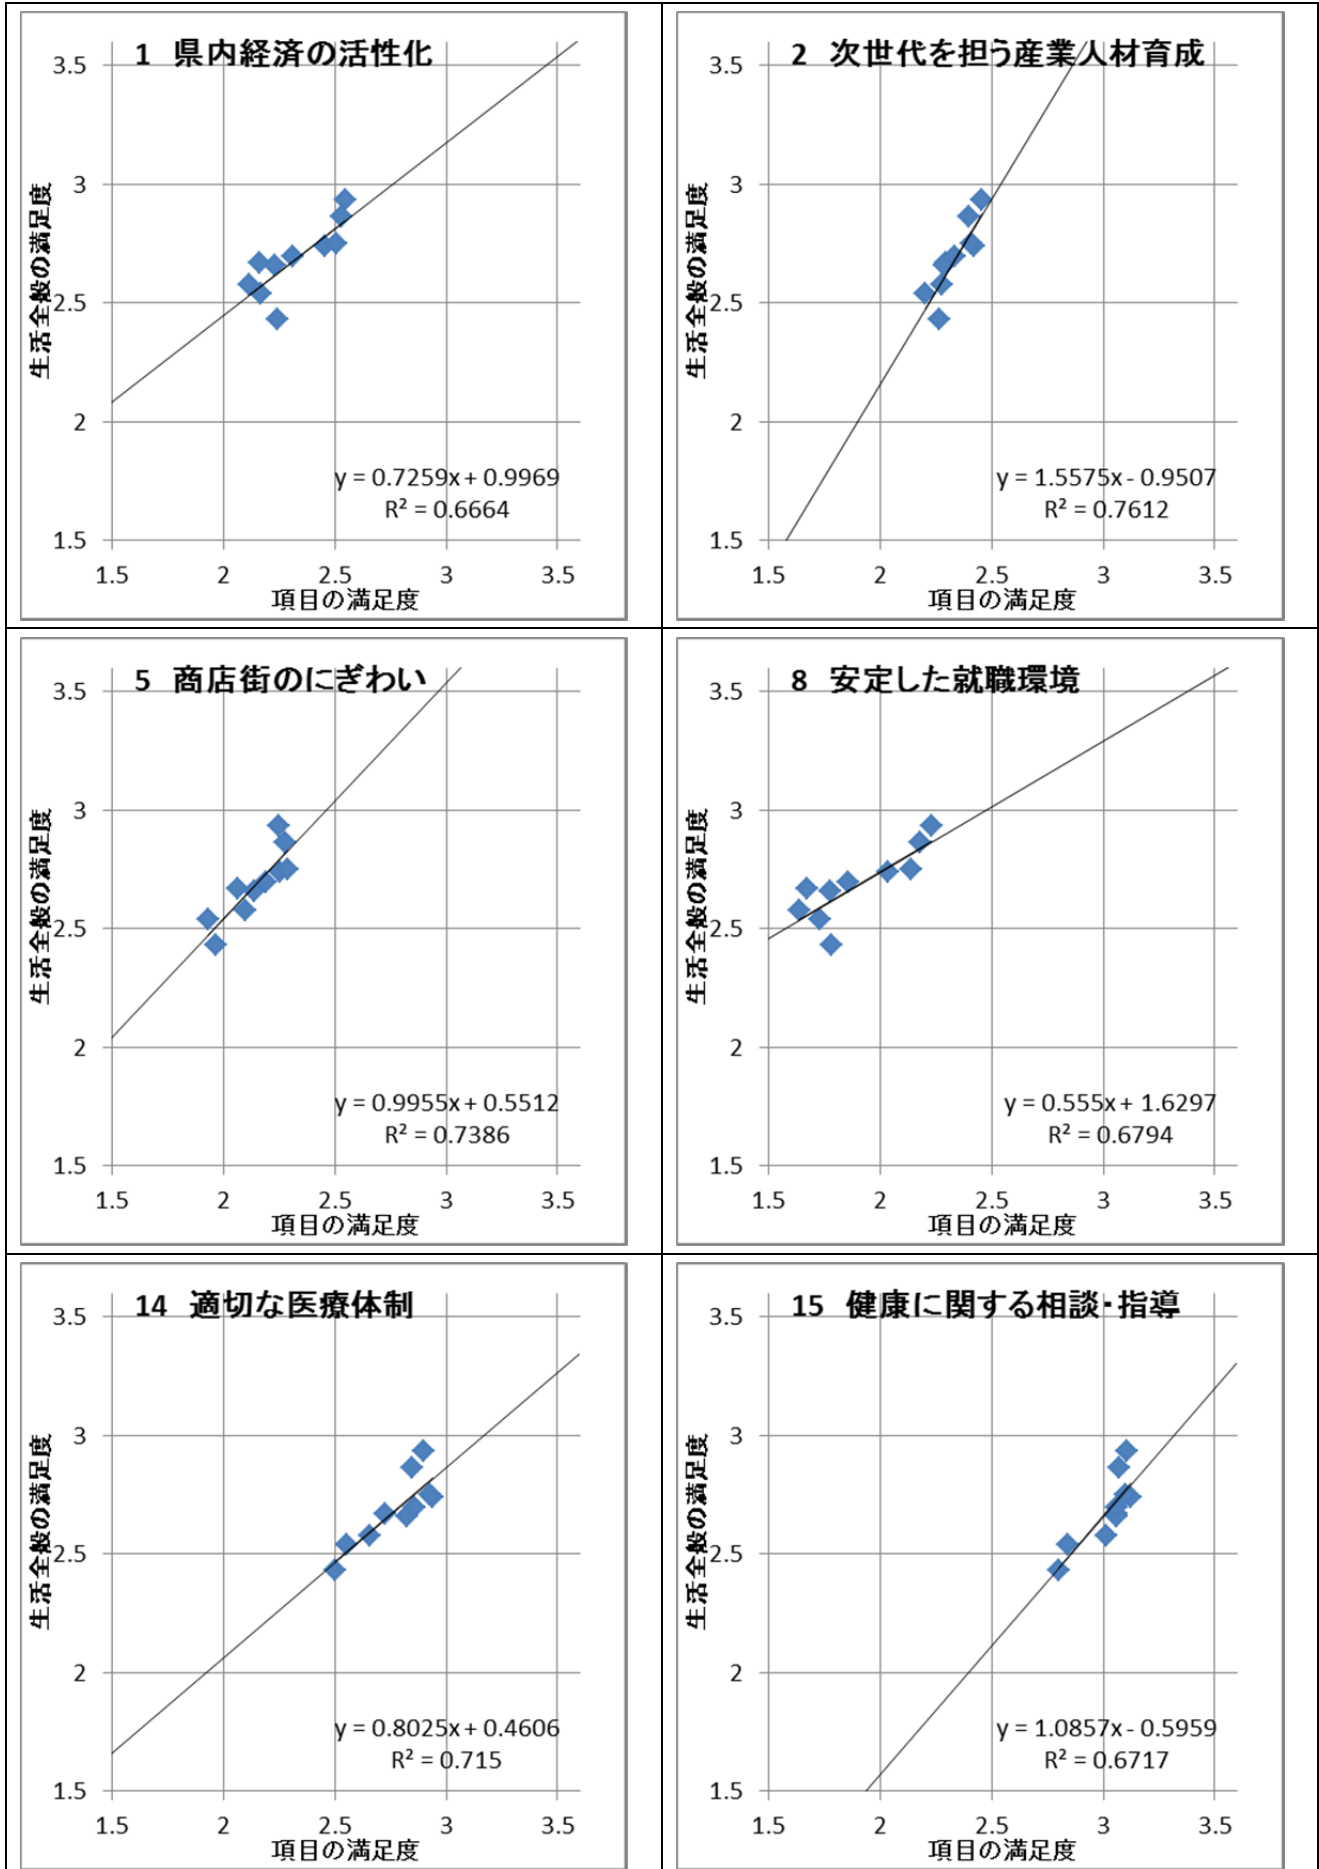 1 県内経済の活性化
3.5
3
2.5
2
1.5
1.5 2 2.5 3 3.5
生活全般の満足度
項目の満足度
y = 0.7259x + 0.9969
R² = 0.6664
2 次世代を担う産業人材育成
3.5
3
2.5
2
1.5
1.5 2 2.5 3 3.5
生活全般の満足度
項目の満足度
y = 1.5575x - 0.9507
R² = 0.7612
5 商店街のにぎわい
3.5
3
2.5
2
1.5
1.5 2 2.5 3 3.5
生活全般の満足度
項目の満足度
y = 0.9955x + 0.5512
R² = 0.7386
8 安定した就職環境
3.5
3
2.5
2
1.5
1.5 2 2.5 3 3.5
生活全般の満足度
項目の満足度
y = 0.555x + 1.6297
R² = 0.6794
14 適切な医療体制
3.5
3
2.5
2
1.5
1.5 2 2.5 3 3.5
生活全般の満足度
項目の満足度
y = 0.8025x + 0.4606
R² = 0.715
15 健康に関する相談・指導
3.5
3
2.5
2
1.5
1.5 2 2.5 3 3.5
生活全般の満足度
項目の満足度
y = 1.0857x - 0.5959
R² = 0.6717